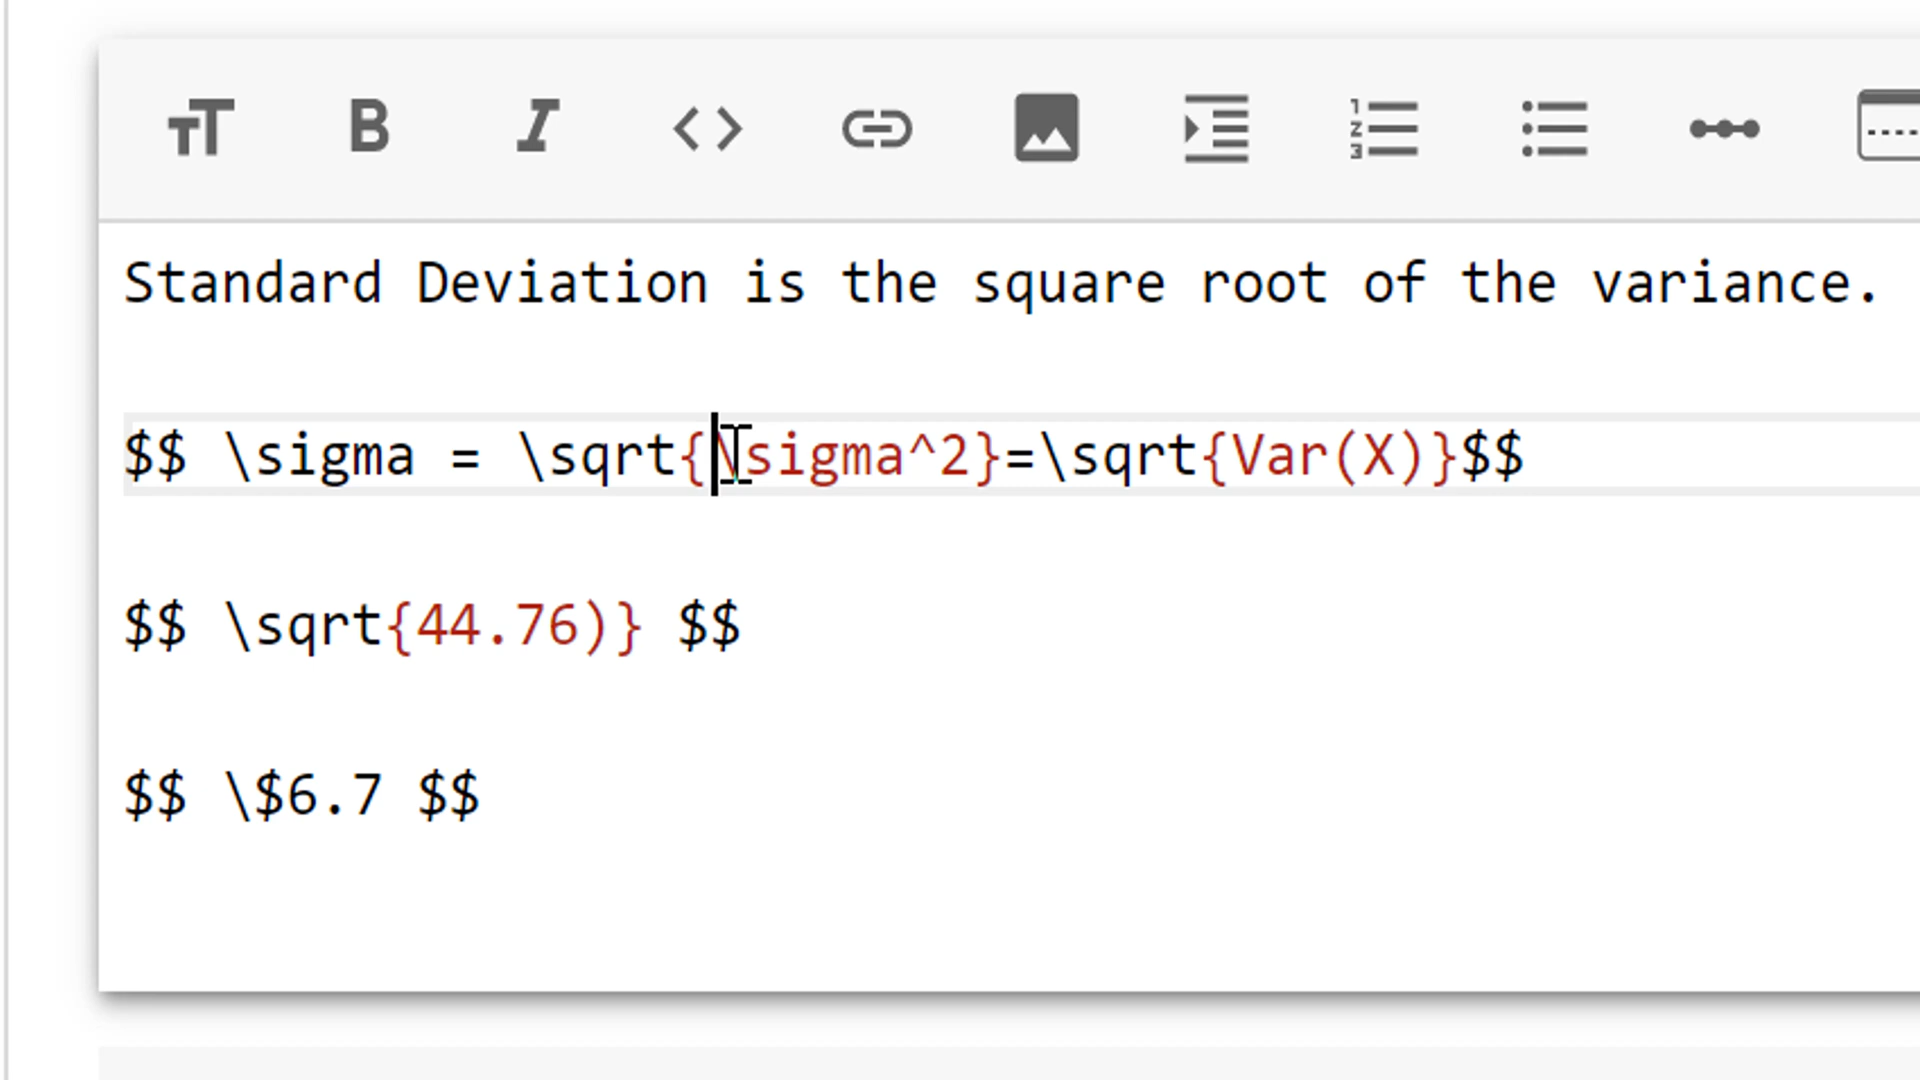 Standard Deviation is the square root of the variance.
$$ \sigma = \sqrt{\sigma^2}=\sqrt{Var(X)}$$
$$ \sqrt{44.76)} $$
$$ \$6.7 $$